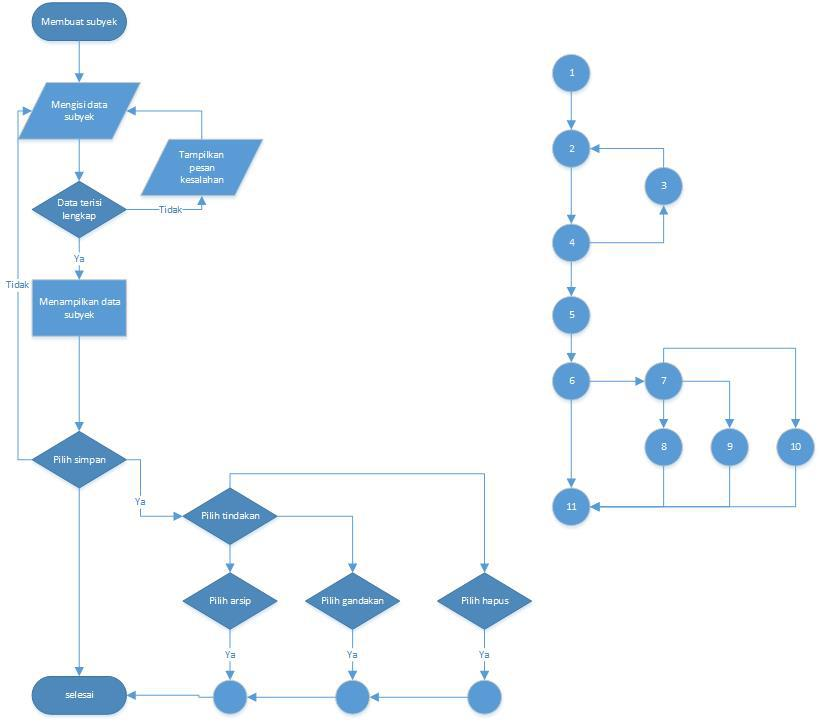 Membuat subyek
Mengisi data
subyek
Tampilkan
pesan
kesalahan
Data terisi
lengkap
Tidak
Ya
Tidak
Menampilkan data
subyek
Pilih simpan
Ya
Pilih tindakan
Pilih arsip
Pilih gandakan
Pilih hapus
Ya
Ya
Ya
selesai
1
2
3
4
5
6
7
8
9
10
11